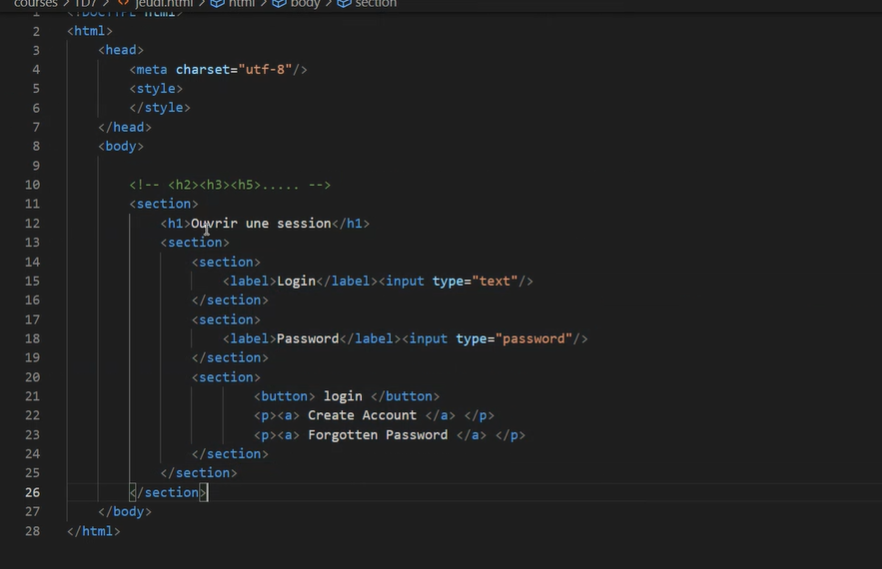 courses > TD7 > <> jeudi.html > html > body > section
1 <!DOCTYPE html>
2 <html>
3 <head>
4 <meta charset="utf-8"/>
5 <style>
6 </style>
7 </head>
8 <body>
9
10 <!-- <h2><h3><h5>..... -->
11 <section>
12 <h1>Ouvrir une session</h1>
13 <section>
14 <section>
15 <label>Login</label><input type="text"/>
16 </section>
17 <section>
18 <label>Password</label><input type="password"/>
19 </section>
20 <section>
21 <button> login </button>
22 <p><a> Create Account </a> </p>
23 <p><a> Forgotten Password </a> </p>
24 </section>
25 </section>
26 </section>
27 </body>
28 </html>